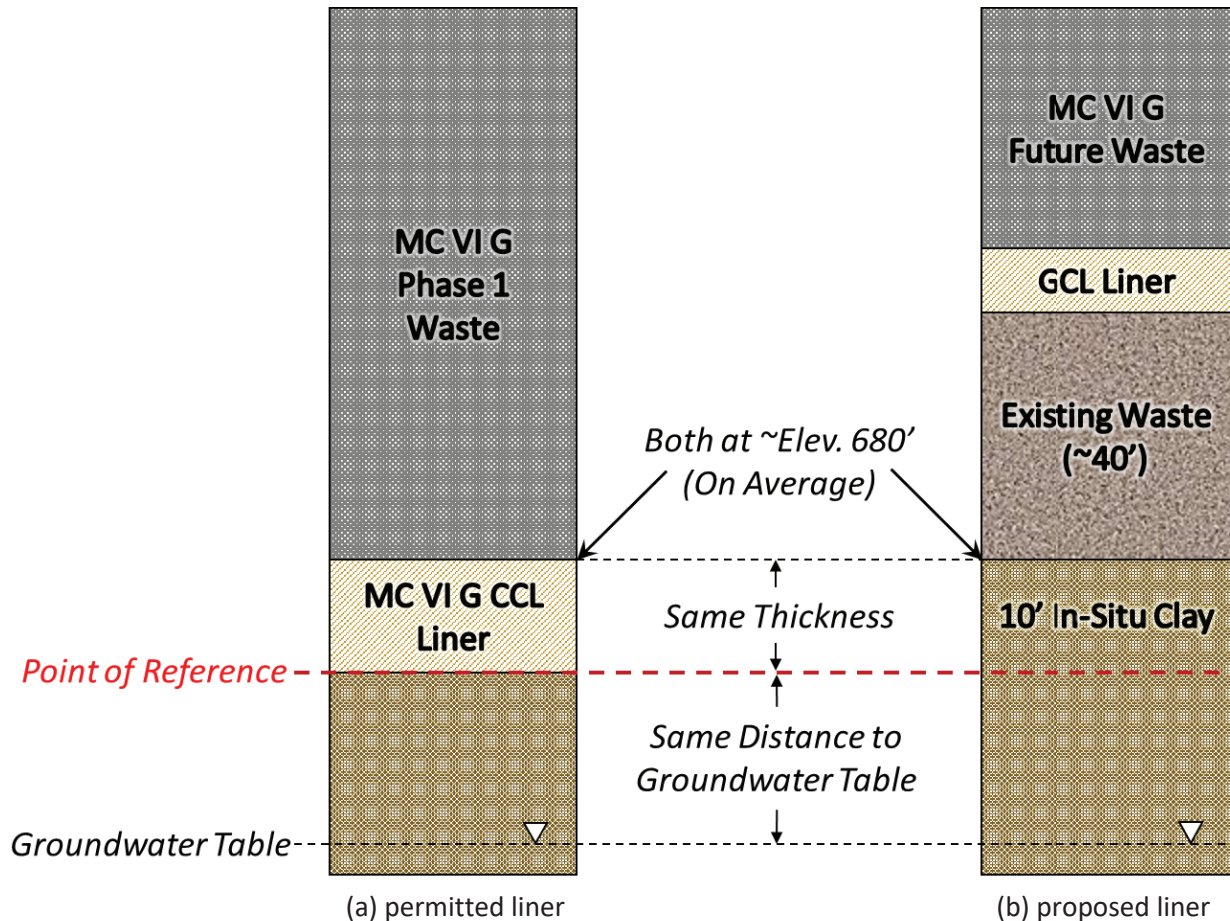 MC VI G
Phase 1
Waste
MC VI G CCL
Liner
Point of Reference
Groundwater Table
(a) permitted liner
Both at ~Elev. 680’
(On Average)
Same Thickness
Same Distance to
Groundwater Table
MC VI G
Future Waste
GCL Liner
Existing Waste
(~40’)
10’ In-Situ Clay
(b) proposed liner